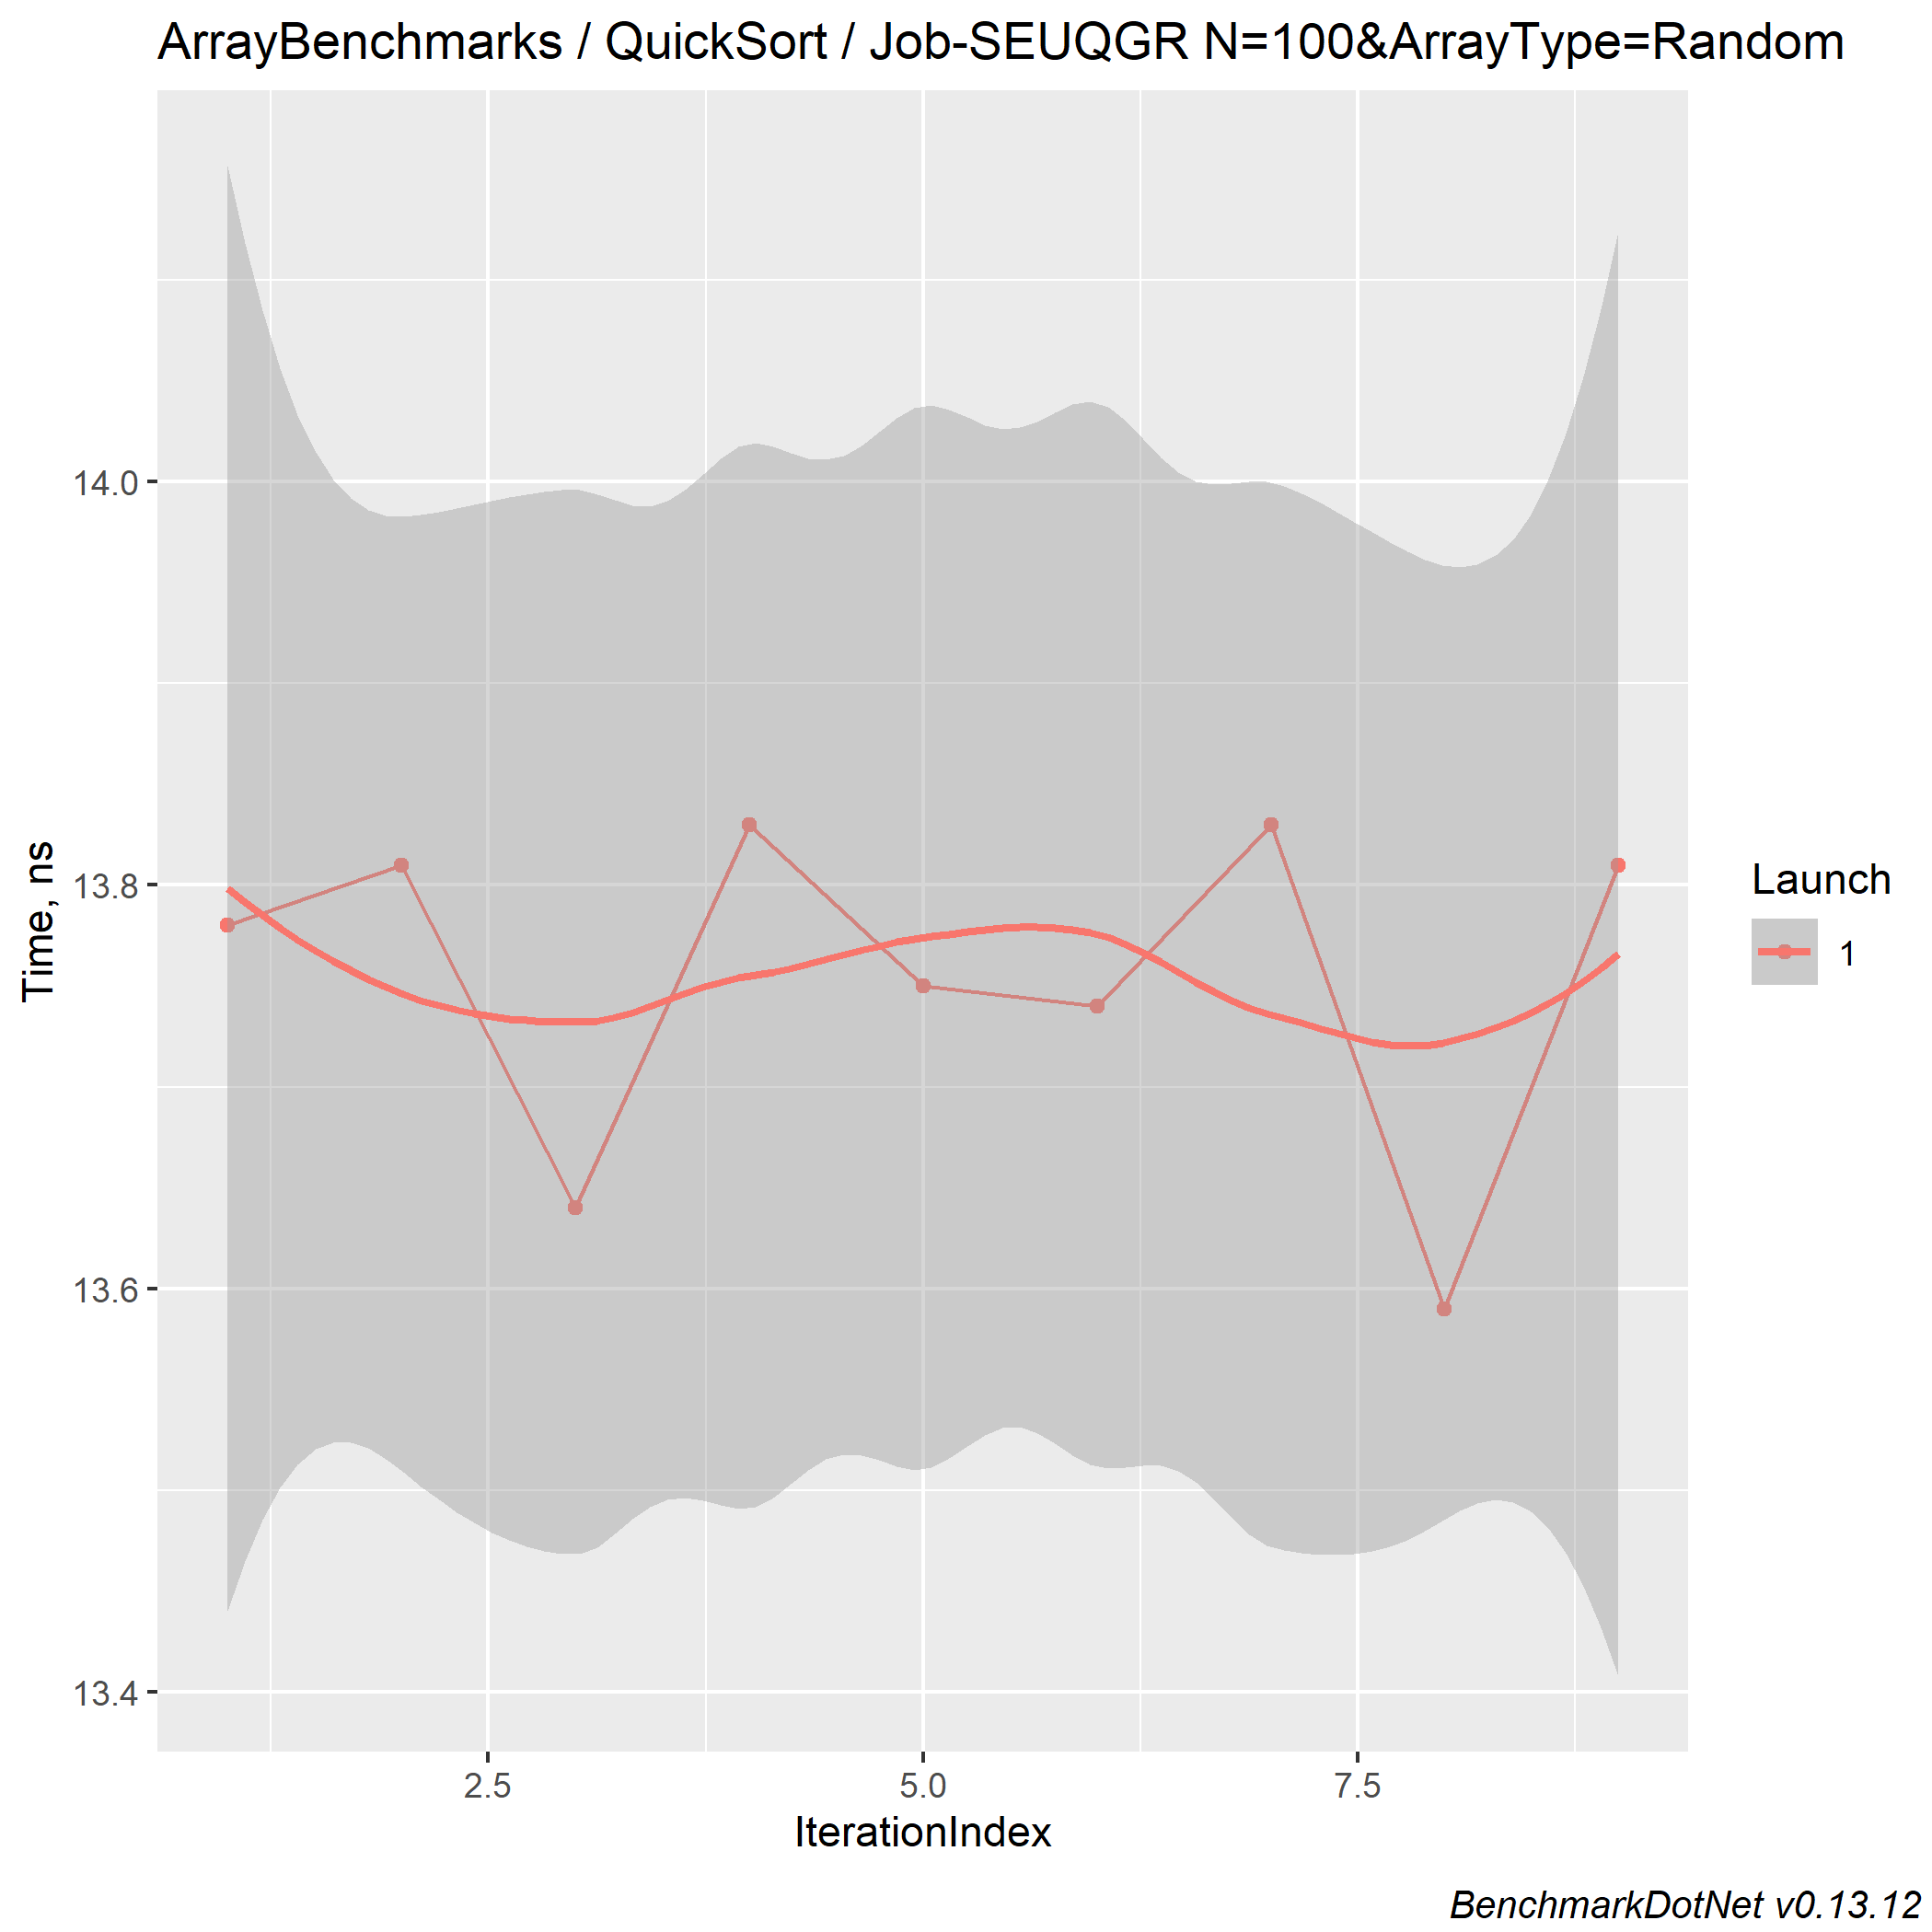 ArrayBenchmarks / QuickSort / Job-SEUQGR N=100&ArrayType=Random
Time, ns
14.0
13.8
13.6
13.4
2.5
5.0
7.5
IterationIndex
Launch
1
BenchmarkDotNet v0.13.12